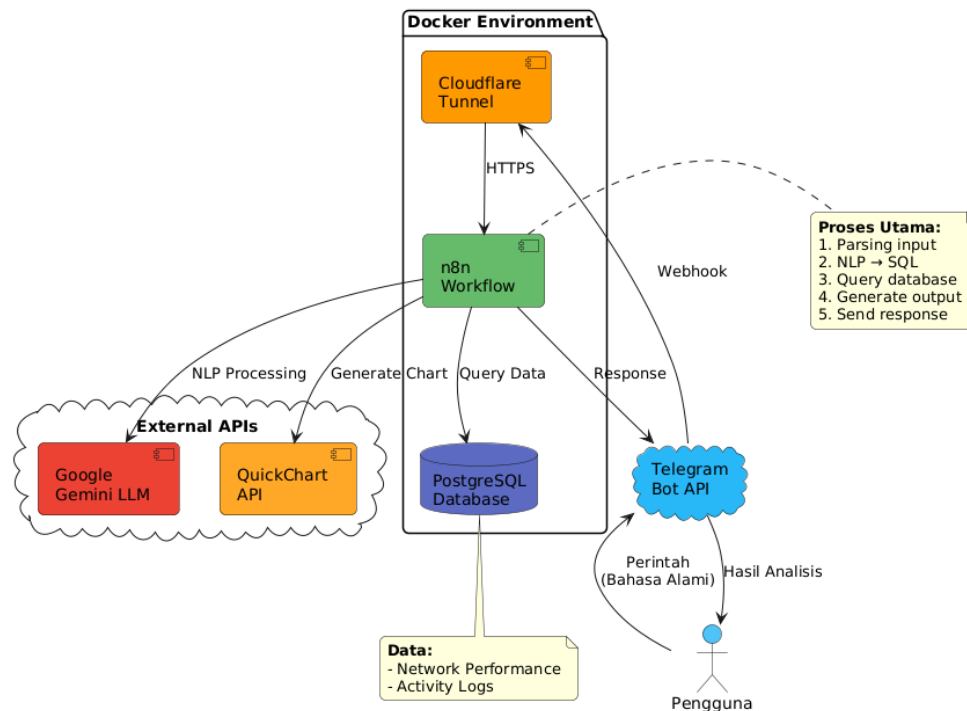 Docker Environment
Cloudflare
Tunnel
HTTPS
n8n
Workflow
Webhook
Proses Utama:
1. Parsing input
2. NLP → SQL
3. Query database
4. Generate output
5. Send response
NLP Processing
Generate Chart
Query Data
Response
External APIs
Google
Gemini LLM
QuickChart
API
PostgreSQL
Database
Telegram
Bot API
Perintah
(Bahasa Alami)
Hasil Analisis
Data:
- Network Performance
- Activity Logs
Pengguna